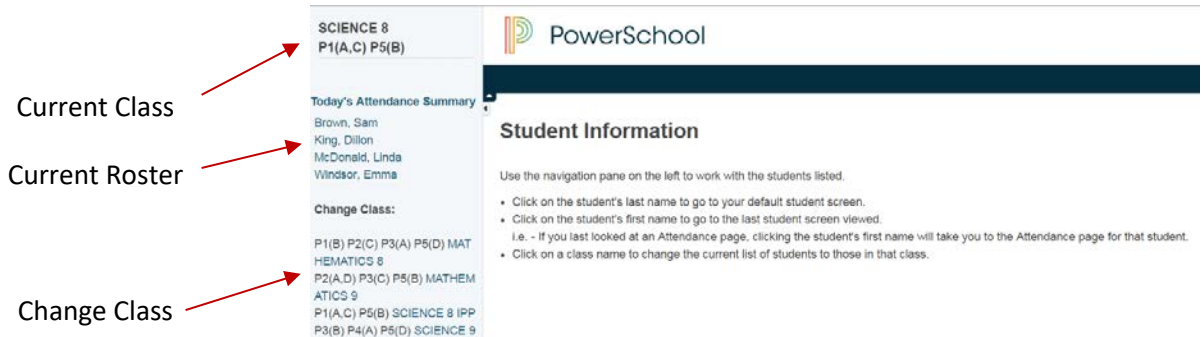 SCIENCE 8
P1(A,C) P5(B)
PowerSchool
Current Class
Today's Attendance Summary
Brown, Sam
King, Dillon
McDonald, Linda
Windsor, Emma
Current Roster
Student Information
Use the navigation pane on the left to work with the students listed.
• Click on the student's last name to go to your default student screen.
• Click on the student's first name to go to the last student screen viewed.
i.e. - If you last looked at an Attendance page, clicking the student's first name will take you to the Attendance page for that student.
• Click on a class name to change the current list of students to those in that class.
Change Class:
P1(B) P2(C) P3(A) P5(D) MAT
HEMATICS 8
P2(A,D) P3(C) P5(B) MATHEM
ATICS 9
P1(A,C) P5(B) SCIENCE 8 IPP
P3(B) P4(A) P5(D) SCIENCE 9
Change Class